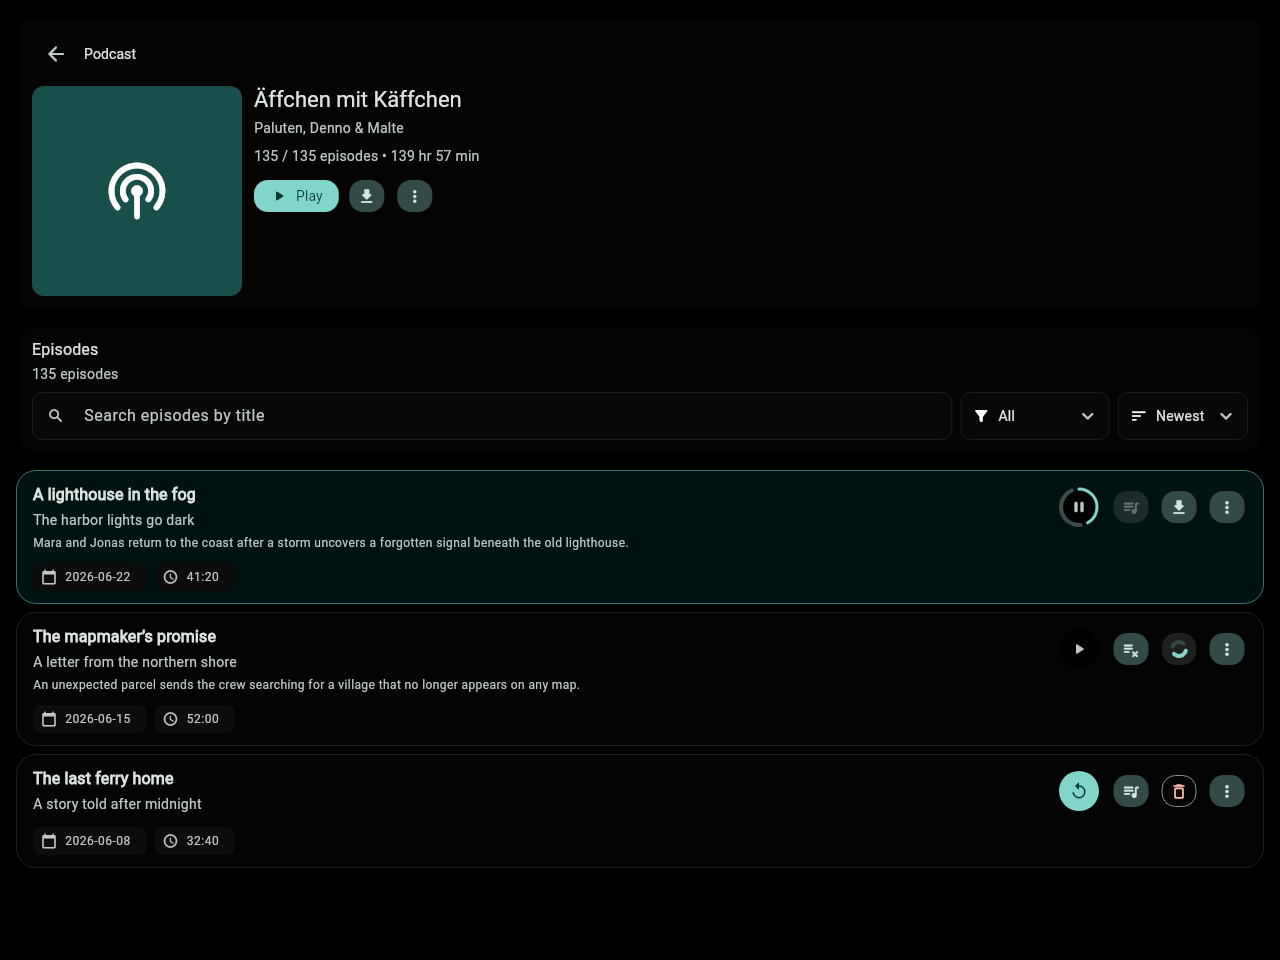 Podcast
Äffchen mit Käffchen
Paluten, Denno & Malte
135 / 135 episodes • 139 hr 57 min
Play
Episodes
135 episodes
Search episodes by title
All
Newest
A lighthouse in the fog
The harbor lights go dark
Mara and Jonas return to the coast after a storm uncovers a forgotten signal beneath the old lighthouse.
2026-06-22
41:20
The mapmaker's promise
A letter from the northern shore
An unexpected parcel sends the crew searching for a village that no longer appears on any map.
2026-06-15
52:00
The last ferry home
A story told after midnight
2026-06-08
32:40